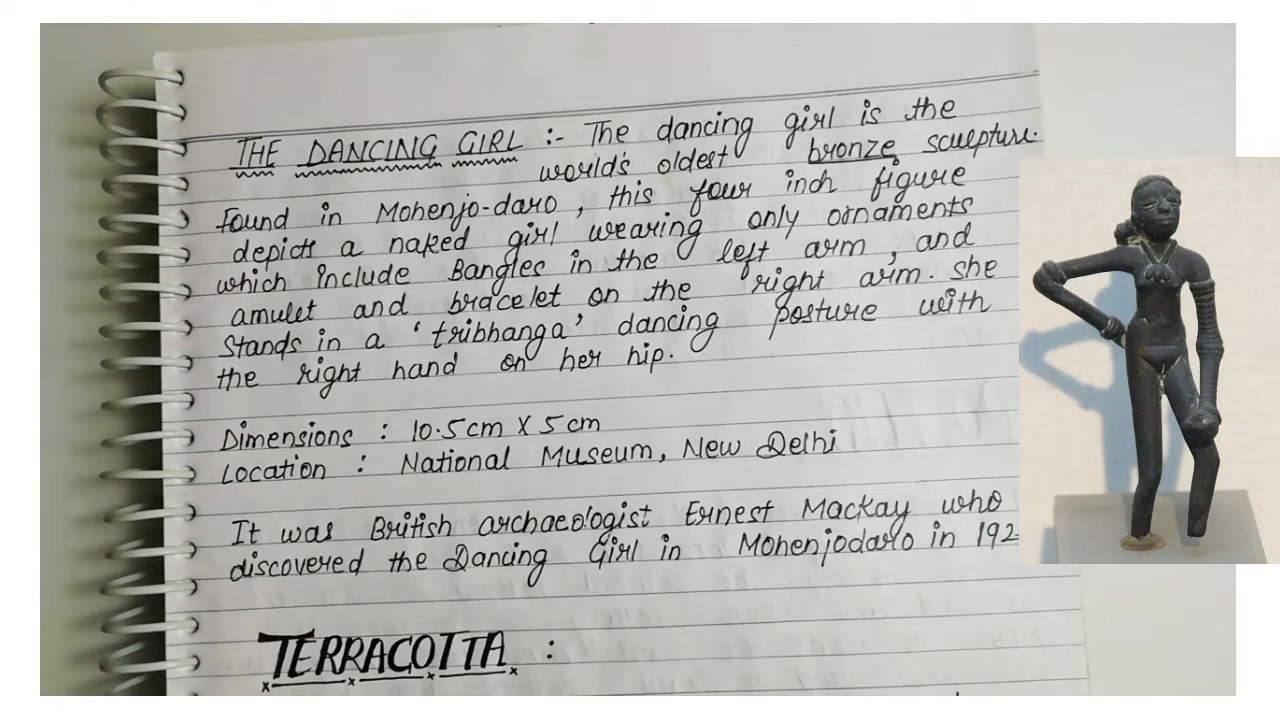 THE DANCING GIRL :- The dancing girl is the
world's oldest bronze sculpture.
Found in Mohenjo-daro, this four inch figure
depicts a naked girl wearing only ornaments
which include Bangles in the left arm, and
amulet and bracelet on the right arm. She
Stands in a 'tribhanga' dancing posture with
the right hand on her hip.
Dimensions : 10.5cm X 5cm
Location : National Museum, New Delhi
It was British archaeologist Ernest Mackay who
discovered the Dancing Girl in Mohenjodaro in
TERRACOTTA :